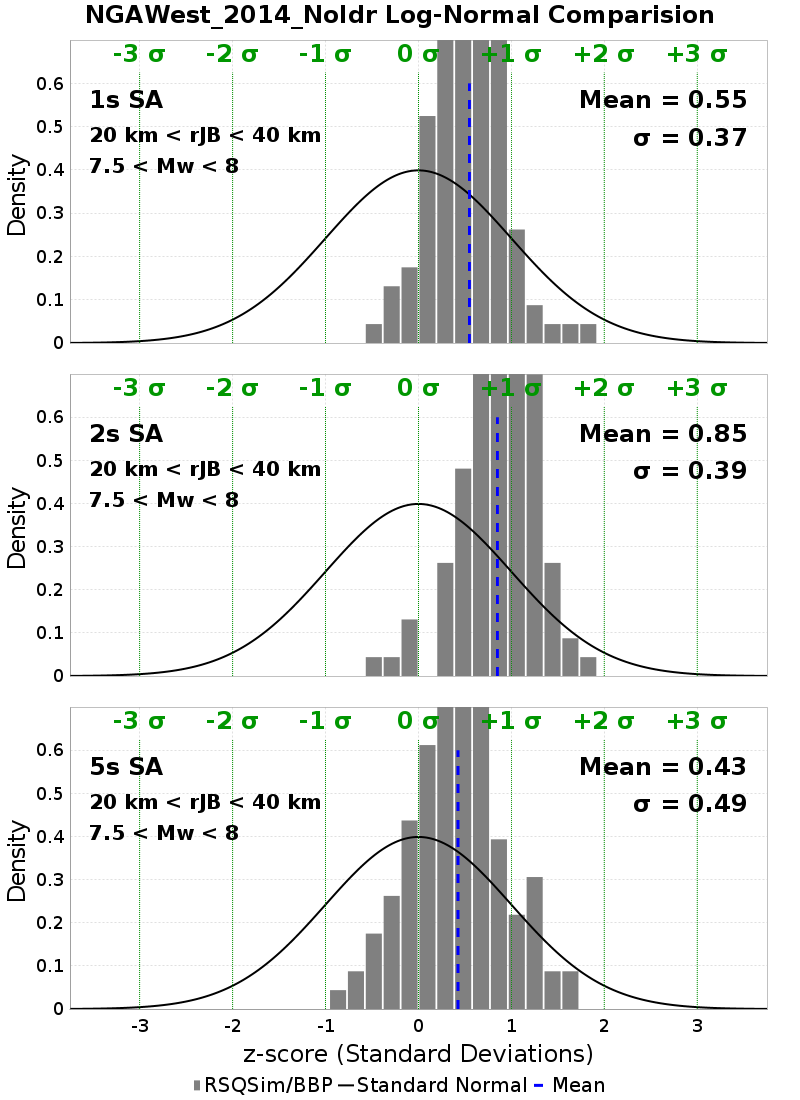 NGAWest_2014_NoIdr Log-Normal Comparision
-3 σ -2 σ -1 σ 0 σ +1 σ +2 σ +3 σ
0.6
1s SA Mean = 0.55
0.5
20 km < rJB < 40 km σ = 0.37
7.5 < Mw < 8
0.4
0.3
0.2
0.1
0
Density
-3 σ -2 σ -1 σ 0 σ +1 σ +2 σ +3 σ
0.6
2s SA Mean = 0.85
0.5
20 km < rJB < 40 km σ = 0.39
7.5 < Mw < 8
0.4
0.3
0.2
0.1
0
Density
-3 σ -2 σ -1 σ 0 σ +1 σ +2 σ +3 σ
0.6
5s SA Mean = 0.43
0.5
20 km < rJB < 40 km σ = 0.49
7.5 < Mw < 8
0.4
0.3
0.2
0.1
0
Density
-3 -2 -1 0 1 2 3
z-score (Standard Deviations)
RSQSim/BBP Standard Normal Mean